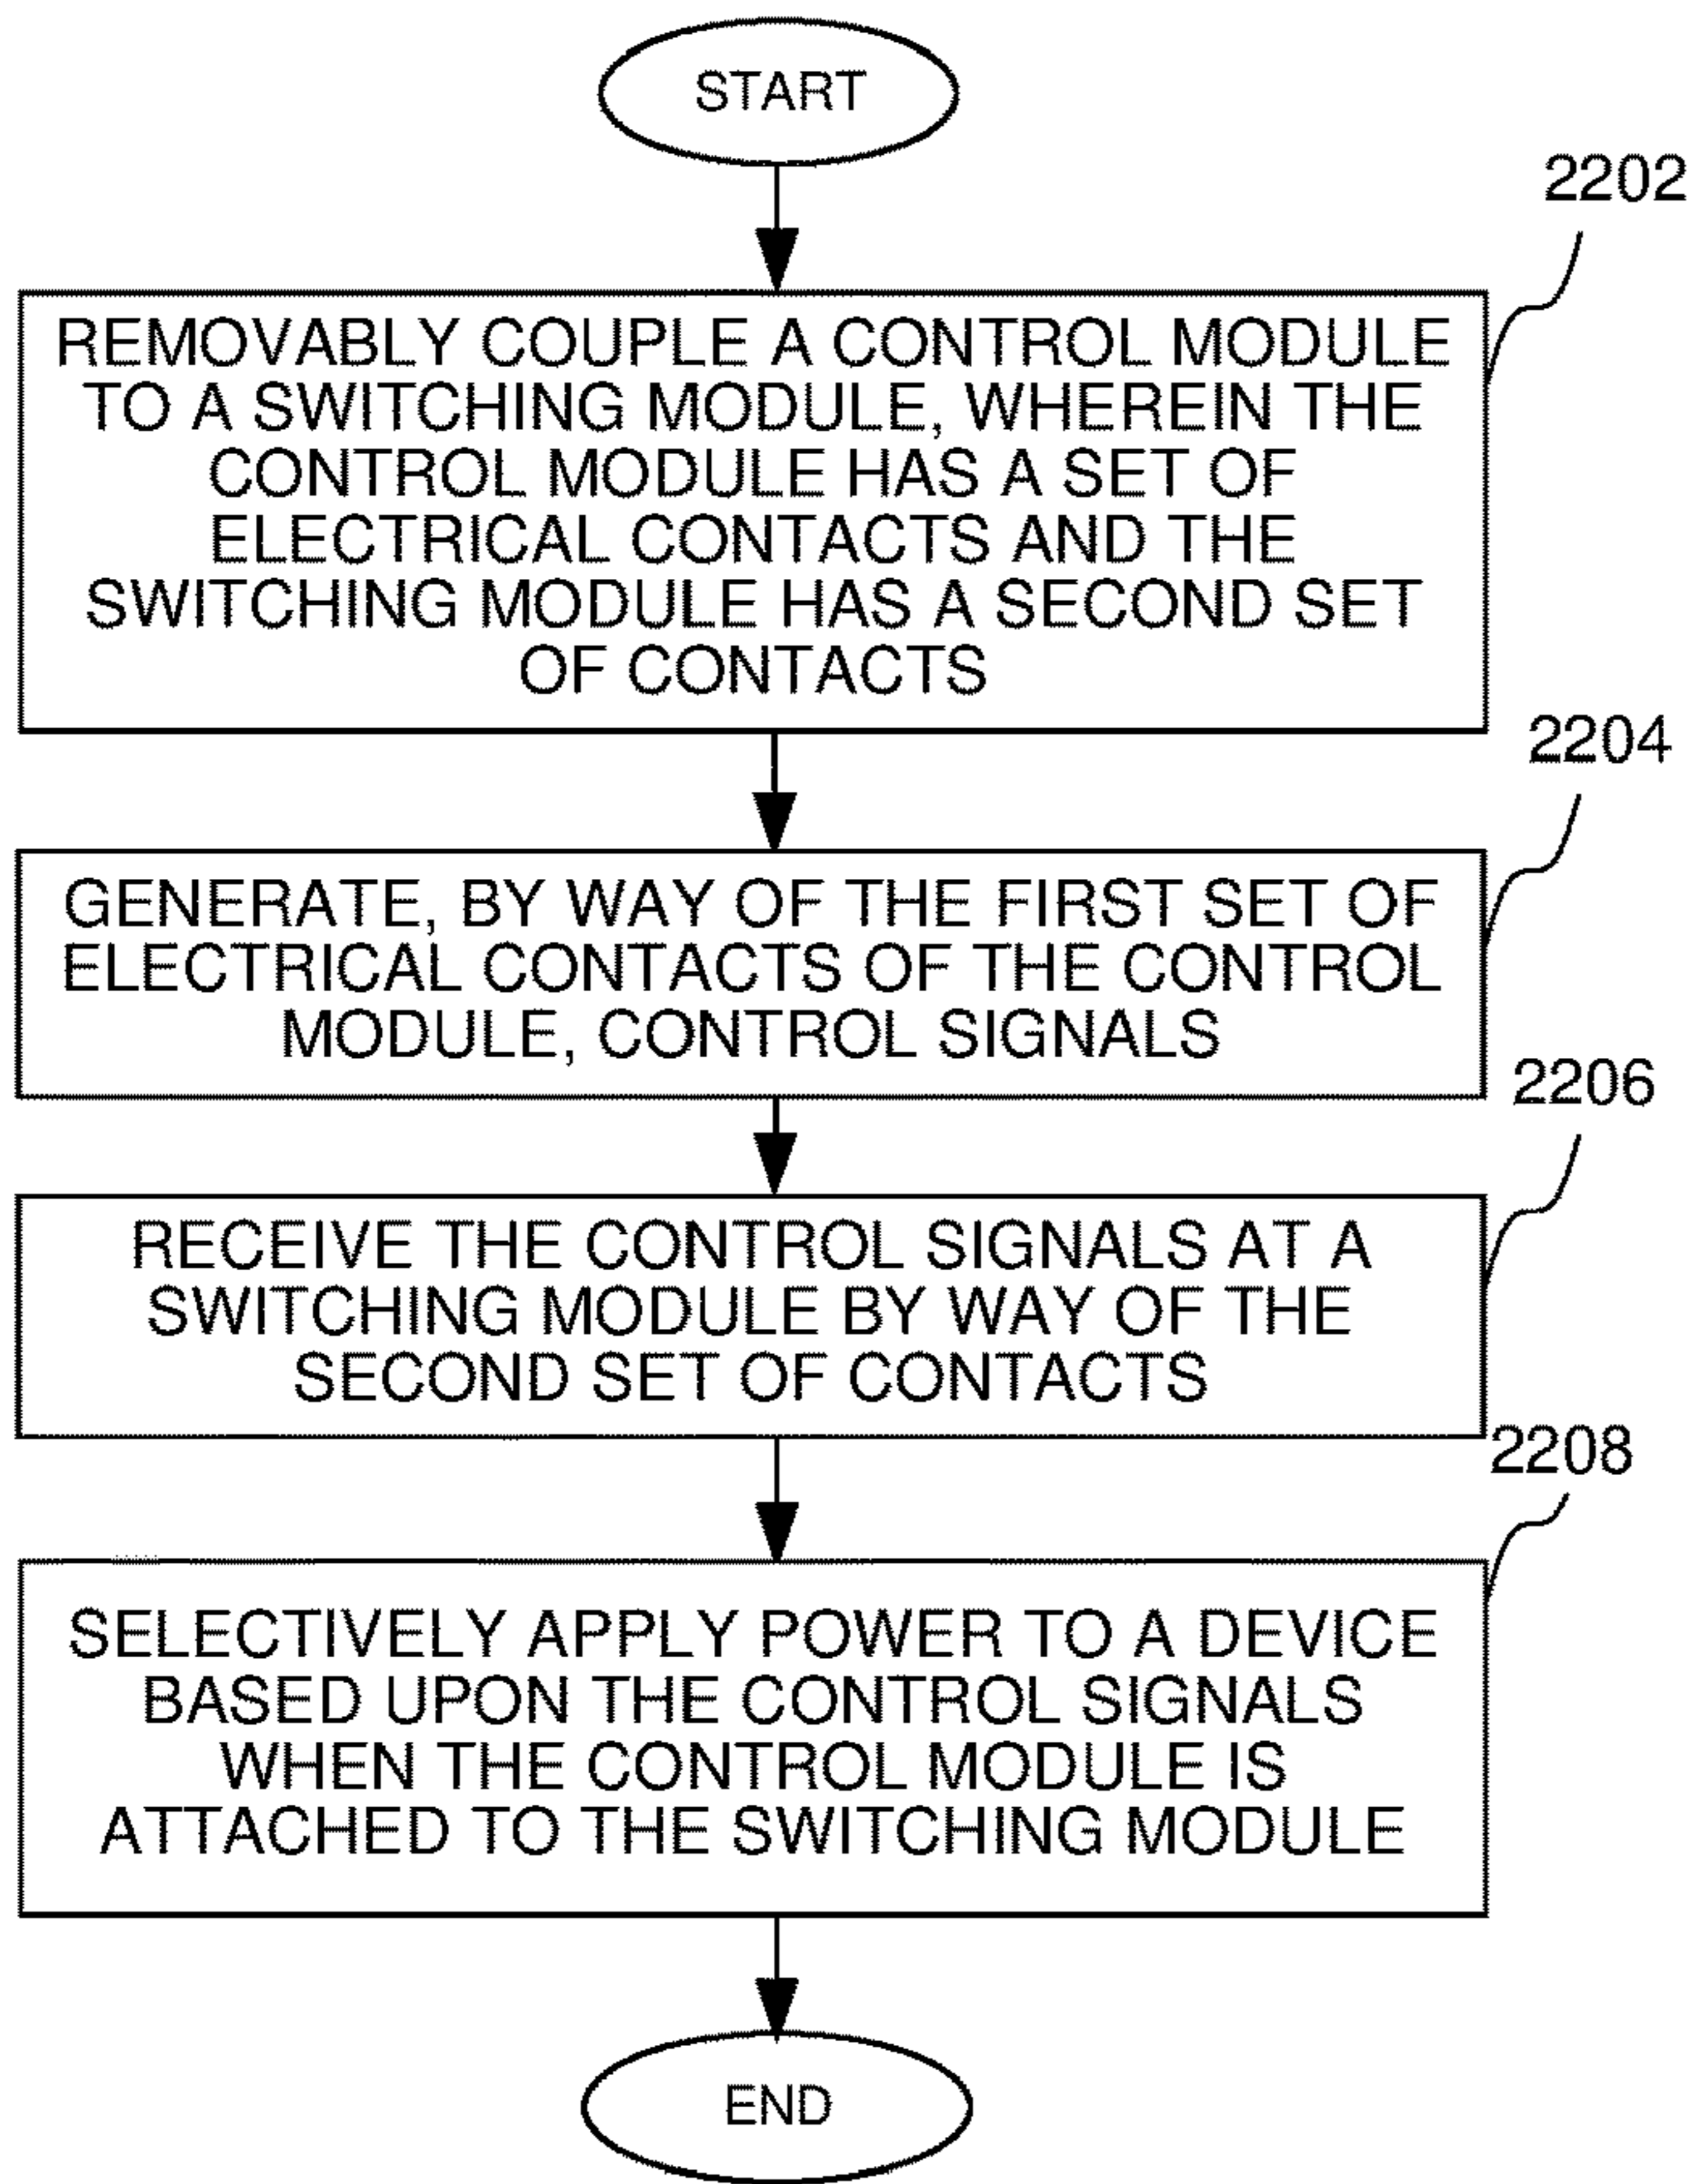 START
2202
REMOVABLY COUPLE A CONTROL MODULE
TO A SWITCHING MODULE, WHEREIN THE
CONTROL MODULE HAS A SET OF
ELECTRICAL CONTACTS AND THE
SWITCHING MODULE HAS A SECOND SET
OF CONTACTS
2204
GENERATE, BY WAY OF THE FIRST SET OF
ELECTRICAL CONTACTS OF THE CONTROL
MODULE, CONTROL SIGNALS
2206
RECEIVE THE CONTROL SIGNALS AT A
SWITCHING MODULE BY WAY OF THE
SECOND SET OF CONTACTS
2208
SELECTIVELY APPLY POWER TO A DEVICE
BASED UPON THE CONTROL SIGNALS
WHEN THE CONTROL MODULE IS
ATTACHED TO THE SWITCHING MODULE
END